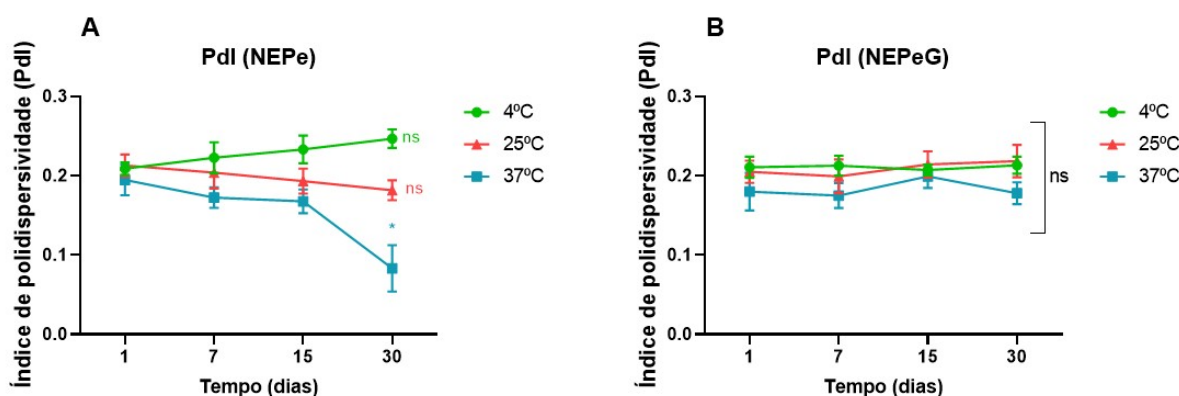 A
PdI (NEPe)
Índice de polidispersividade (PdI)
0.3
0.2
0.1
0.0
1 7 15 30
Tempo (dias)
ns
ns
*
4ºC
25ºC
37ºC
B
PdI (NEPeG)
Índice de polidispersividade (PdI)
0.3
0.2
0.1
0.0
1 7 15 30
Tempo (dias)
ns
4ºC
25ºC
37ºC